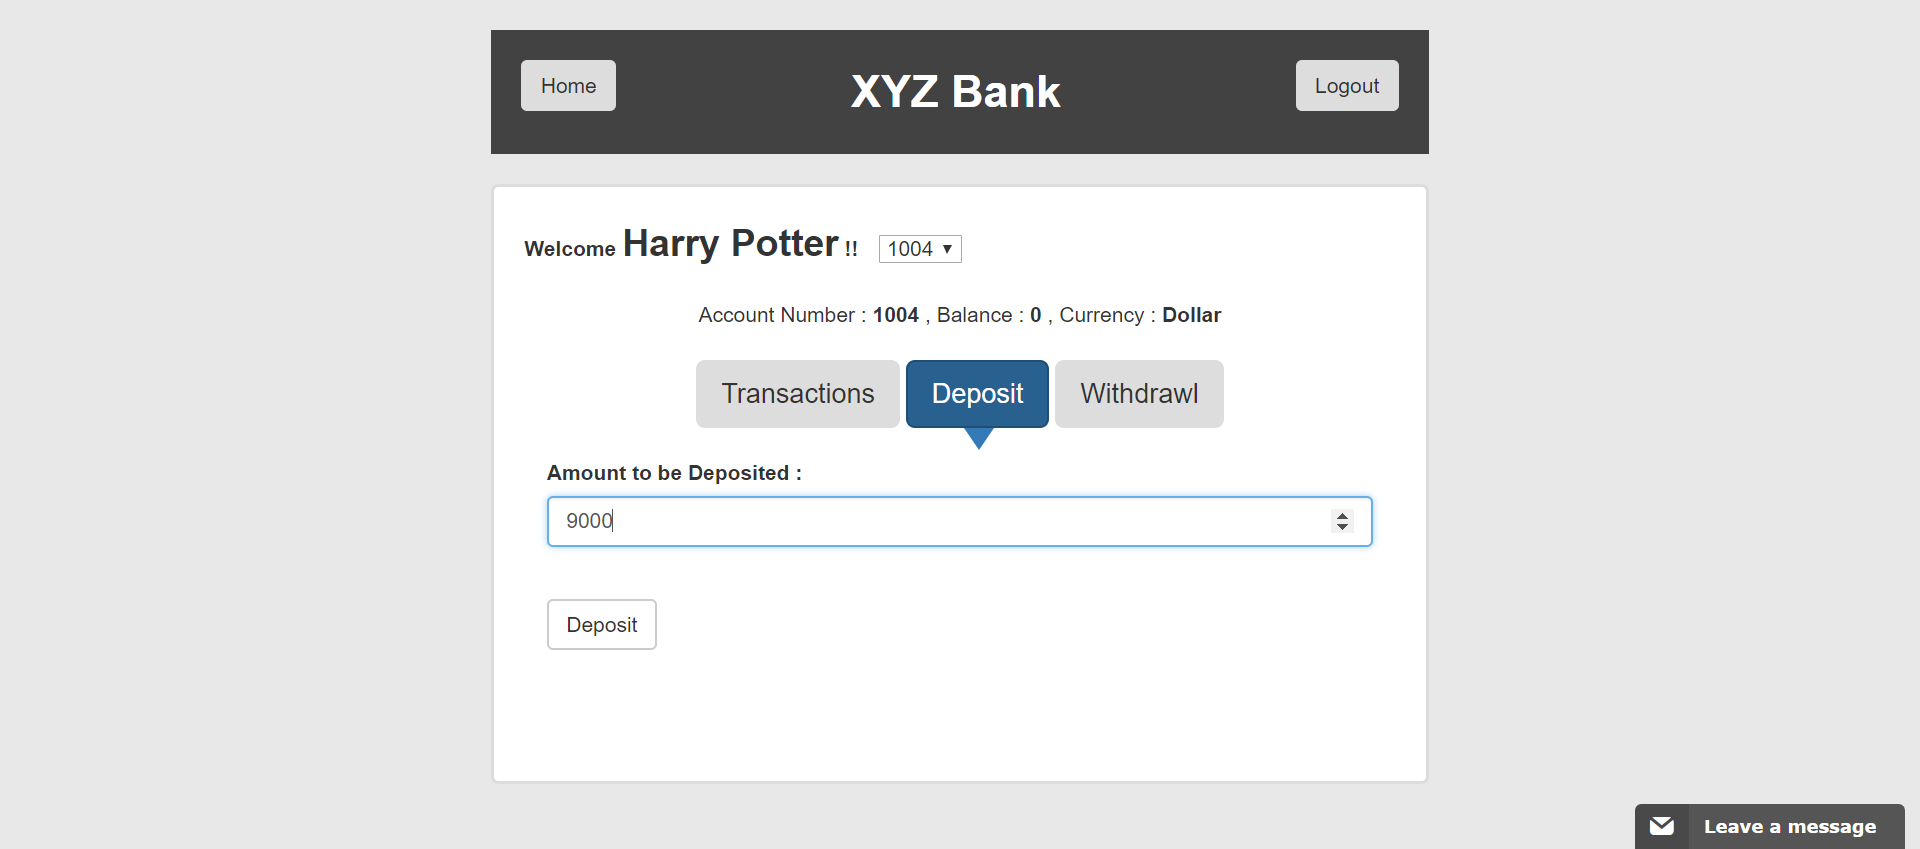 Home
XYZ Bank
Logout
Welcome Harry Potter !! 1004
Account Number : 1004 , Balance : 0 , Currency : Dollar
Transactions
Deposit
Withdrawl
Amount to be Deposited :
9000
Deposit
Leave a message